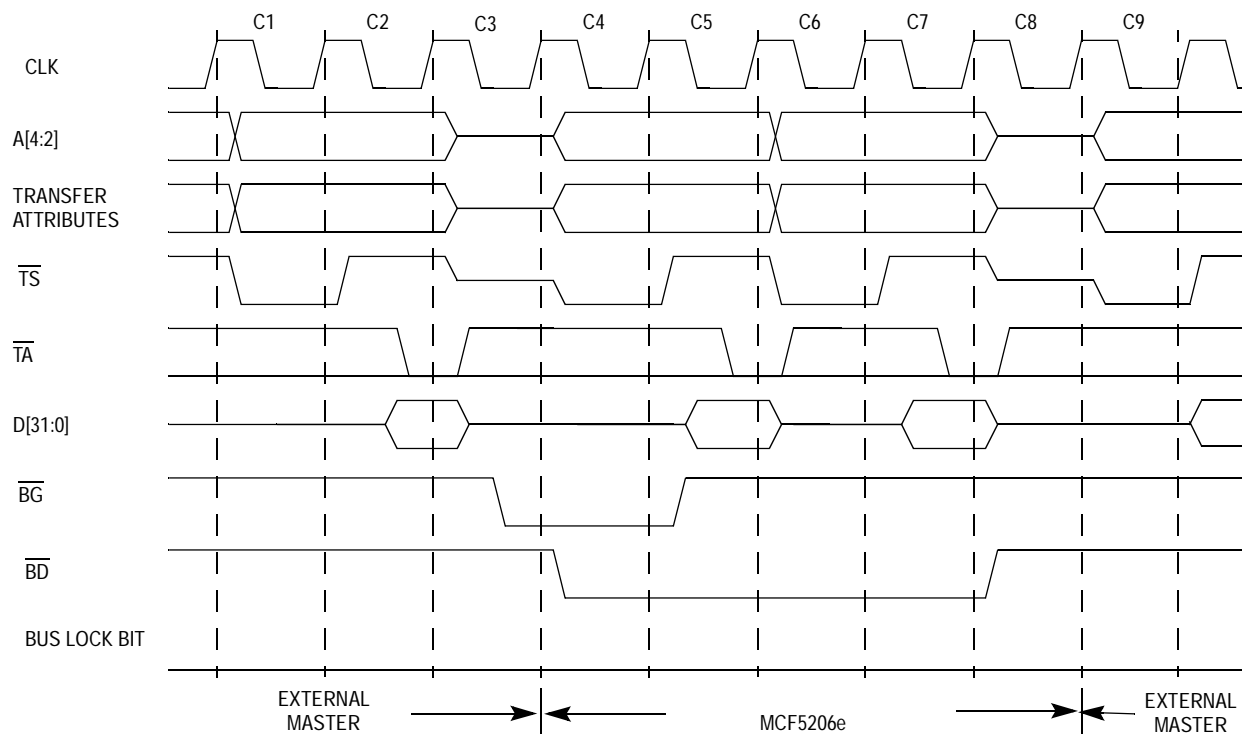 C1 C2 C3 C4 C5 C6 C7 C8 C9
CLK
A[4:2]
TRANSFER
ATTRIBUTES
TS
TA
D[31:0]
BG
BD
BUS LOCK BIT
EXTERNAL
MASTER
MCF5206e
EXTERNAL
MASTER